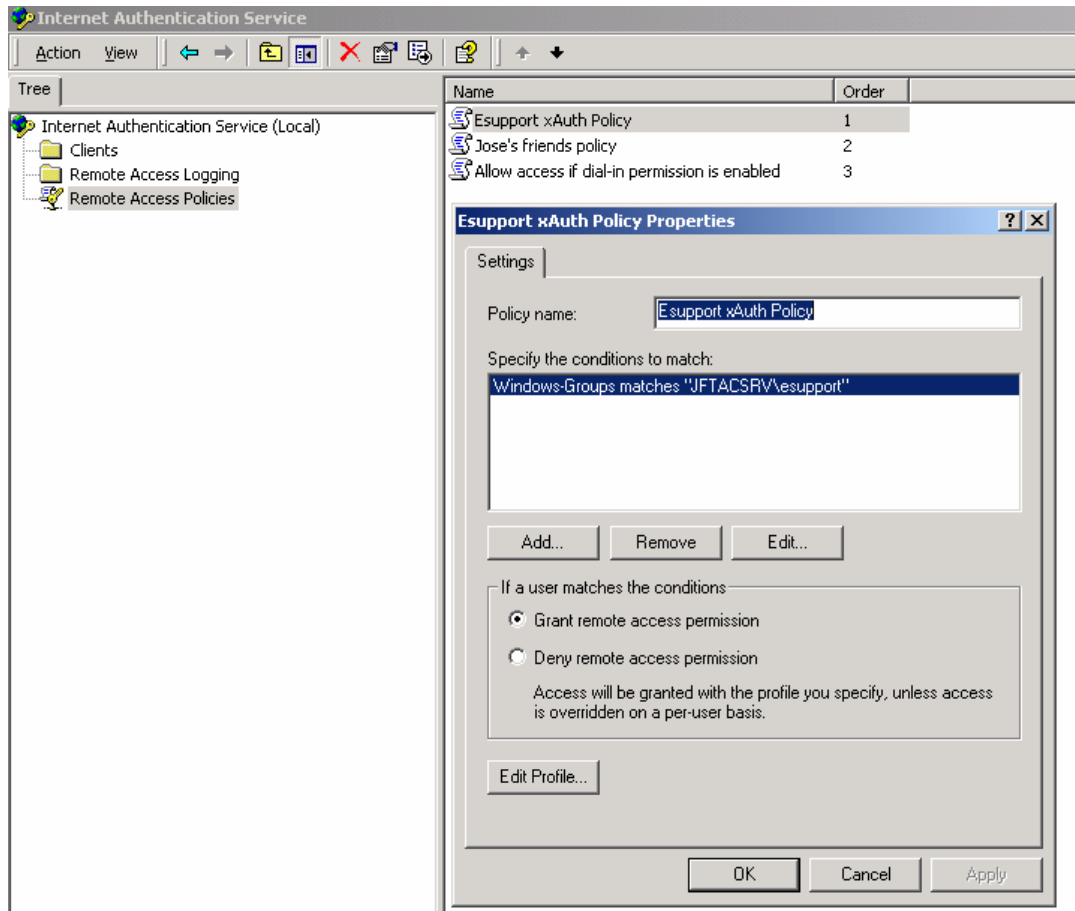 Internet Authentication Service
Action View
Tree
Name Order
Internet Authentication Service (Local)
Clients
Remote Access Logging
Remote Access Policies
Esupport xAuth Policy 1
Jose's friends policy 2
Allow access if dial-in permission is enabled 3
Esupport xAuth Policy Properties
Settings
Policy name: Esupport xAuth Policy
Specify the conditions to match:
Windows-Groups matches "JFTACSRV\esupport"
Add... Remove Edit...
If a user matches the conditions
Grant remote access permission
Deny remote access permission
Access will be granted with the profile you specify, unless access
is overridden on a per-user basis.
Edit Profile...
OK Cancel Apply